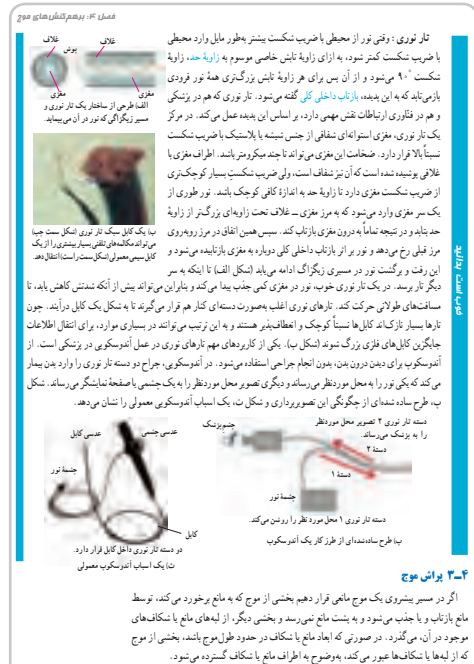 فصل ۴: برهم‌کنش‌های موج
تار نوری : وقتی نور از محیطی با ضریب شکست بیشتر به‌طور مایل وارد محیطی
با ضریب شکست کمتر شود، به ازای زاویهٔ تابش خاصی موسوم به زاویهٔ حد، زاویهٔ
شکست ۹۰° می‌شود و از آن پس برای هر زاویهٔ تابش بزرگ‌تری همهٔ نور فرودی
بازمی‌تابد که به این پدیده، بازتاب داخلی کلی گفته می‌شود. تار نوری که هم در پزشکی
و هم در فنّاوری ارتباطات نقش مهمی دارد، بر اساس این پدیده عمل می‌کند. در مرکز
یک تار نوری، مغزی استوانه‌ای شفافی از جنس شیشه یا پلاستیک با ضریب شکست
نسبتاً بالا قرار دارد. ضخامت این مغزی می‌تواند تا چند میکرومتر باشد. اطراف مغزی با
غلافی پوشیده شده است که آن نیز شفاف است، ولی ضریب شکستِ بسیار کوچک‌تری
از ضریب شکست مغزی دارد تا زاویهٔ حد به اندازهٔ کافی کوچک باشد. نور طوری از
یک سر مغزی وارد می‌شود که به مرز مغزی ـ غلاف تحت زاویه‌ای بزرگ‌تر از زاویهٔ
حد بتابد و در نتیجه تماماً به درون مغزی بازتاب کند. سپس همین اتفاق در مرز روبه‌روی
مرز قبلی رخ می‌دهد و نور بر اثر بازتاب داخلی کلی دوباره به مغزی بازتابیده می‌شود و
این رفت و برگشت نور در مسیری زیگزاگ ادامه می‌یابد (شکل الف) تا اینکه به سر
دیگر تار برسد. در یک تار نوری خوب، نور در مغزی کمی جذب پیدا می‌کند و بنابراین می‌تواند پیش از آنکه شدتش کاهش یابد، تا
مسافت‌های طولانی حرکت کند. تارهای نوری اغلب به‌صورت دسته‌ای کنار هم قرار می‌گیرند تا به شکل یک کابل درآیند. چون
تارها بسیار نازک‌اند کابل‌ها نسبتاً کوچک و انعطاف‌پذیر هستند و به این ترتیب می‌توانند در بسیاری موارد، برای انتقال اطلاعات
جایگزین کابل‌های فلزی بزرگ شوند (شکل ب). یکی از کاربردهای مهم تارهای نوری در عمل آندوسکوپی در پزشکی است. از
آندوسکوپ برای دیدن درون بدن، بدون انجام جراحی استفاده می‌شود. در آندوسکوپی، جراح دو دسته تار نوری را وارد بدن بیمار
می‌کند که یکی نور را به محل موردنظر می‌رساند و دیگری تصویر محل موردنظر را به یک چشمی یا صفحهٔ نمایشگر می‌رساند. شکل
پ، طرح ساده شده‌ای از چگونگی این تصویربرداری و شکل ت، یک اسباب آندوسکوپی معمولی را نشان می‌دهد.
غلاف
غلاف
پوش
مغزی
مغزی
الف) طرحی از ساختار یک تار نوری و
مسیر زیگزاگی که نور در آن می‌پیماید.
ب) یک کابل سبک تار نوری (شکل سمت چپ)
می‌تواند مکالمه‌های تلفنی بسیار بیشتری را از یک
کابل سیمی معمولی (شکل سمت راست) انتقال دهد.
خوب است بدانید
دسته تار نوری ۲ تصویر محل موردنظر
را به پزشک می‌رساند.
چشم پزشک
دستهٔ ۲
دستهٔ ۱
چشمهٔ نور
دسته تار نوری ۱ محل مورد نظر را روشن می‌کند.
پ) طرح ساده‌شده‌ای از طرز کار یک آندوسکوپ
عدسی چشمی
عدسی کابل
چشمهٔ نور
کابل
دو دسته تار نوری داخل کابل قرار دارد.
ت) یک اسباب آندوسکوپ معمولی
۴ـ۳ پراش موج
اگر در مسیر پیشروی یک موج مانعی قرار دهیم بخشی از موج که به مانع برخورد می‌کند، توسط
مانع بازتاب و یا جذب می‌شود و به پشت مانع نمی‌رسد و بخشی دیگر، از لبه‌های مانع یا شکاف‌های
موجود در آن، می‌گذرد. در صورتی که ابعاد مانع یا شکاف در حدود طول‌موج باشد، بخشی از موج
که از لبه‌ها یا شکاف‌ها عبور می‌کند، به‌وضوح به اطراف مانع یا شکاف گسترده می‌شود.